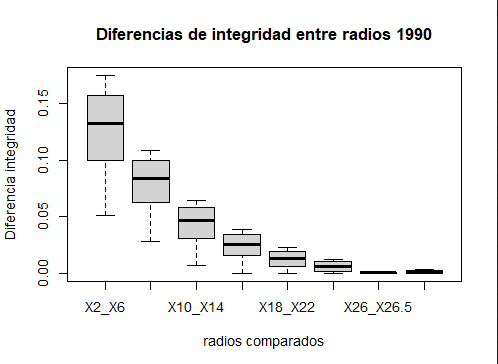 Diferencias de integridad entre radios 1990
Diferencia integridad
0.15
0.10
0.05
0.00
X2_X6 X10_X14 X18_X22 X26_X26.5
radios comparados